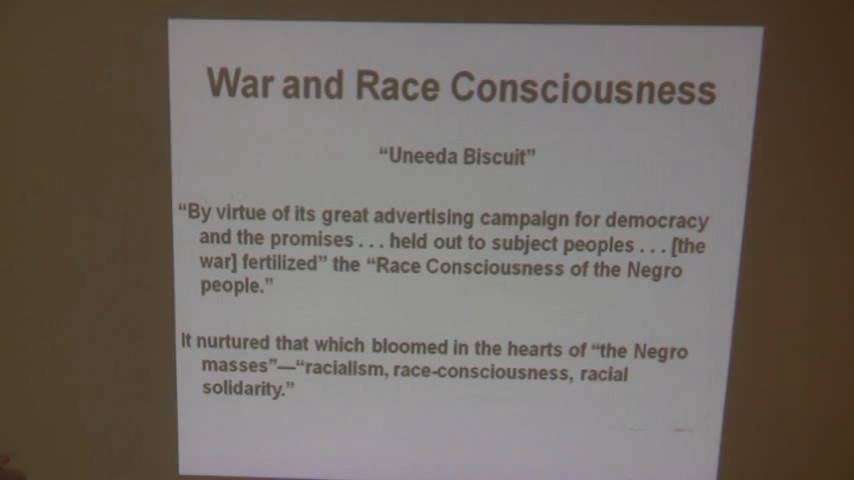 War and Race Consciousness
“Uneeda Biscuit”
“By virtue of its great advertising campaign for democracy
and the promises . . . held out to subject peoples . . . [the
war] fertilized” the “Race Consciousness of the Negro
people.”
It nurtured that which bloomed in the hearts of “the Negro
masses”—“racialism, race-consciousness, racial
solidarity.”